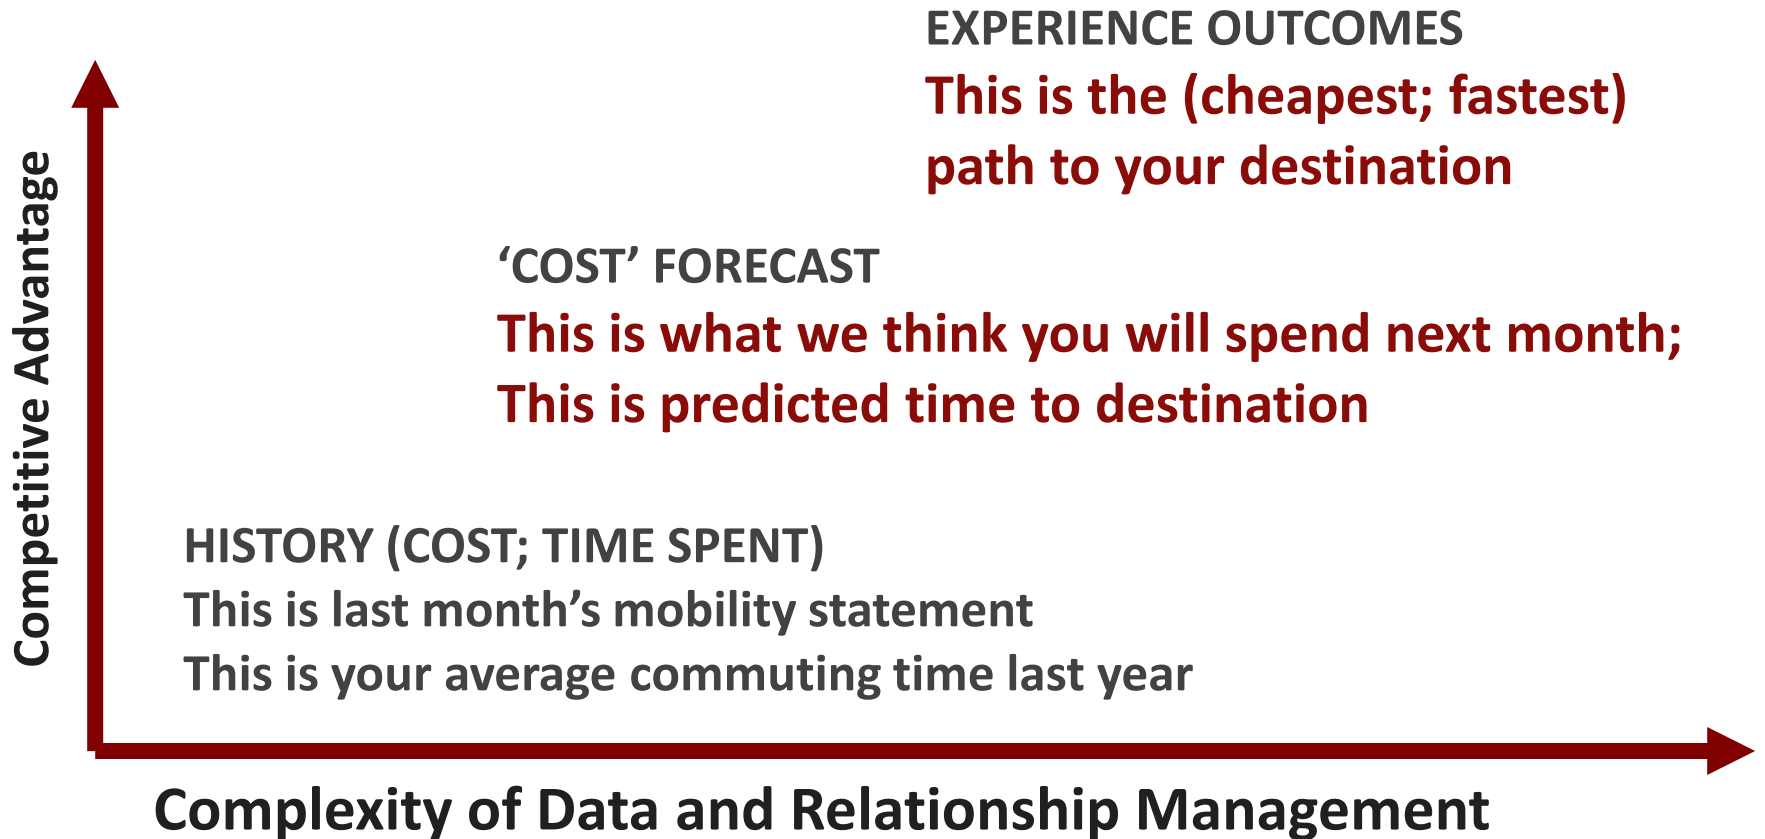 EXPERIENCE OUTCOMES
This is the (cheapest; fastest)
path to your destination
‘COST’ FORECAST
This is what we think you will spend next month;
This is predicted time to destination
HISTORY (COST; TIME SPENT)
This is last month’s mobility statement
This is your average commuting time last year
Competitive Advantage
Complexity of Data and Relationship Management